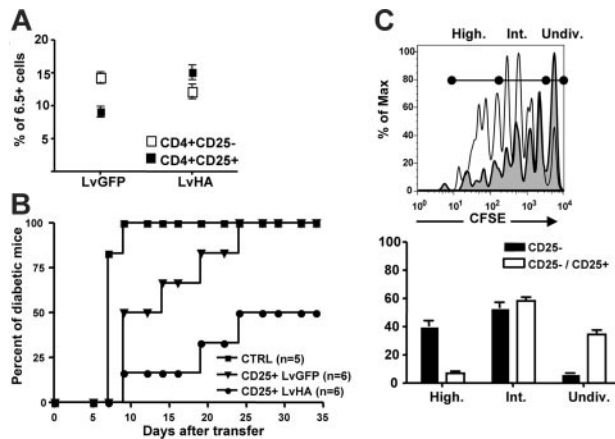 A
% of 6.5+ cells
20
15
10
5
CD4+CD25-
CD4+CD25+
LvGFP
LvHA
B
Percent of diabetic mice
100
75
50
25
0
CTRL (n=5)
CD25+ LvGFP (n=6)
CD25+ LvHA (n=6)
0 5 10 15 20 25 30 35
Days after transfer
C
High. Int. Undiv.
% of Max
100
80
60
40
20
0
10⁰ 10¹ 10² 10³ 10⁴
CFSE
CD25-
CD25- / CD25+
100
80
60
40
20
0
High. Int. Undiv.